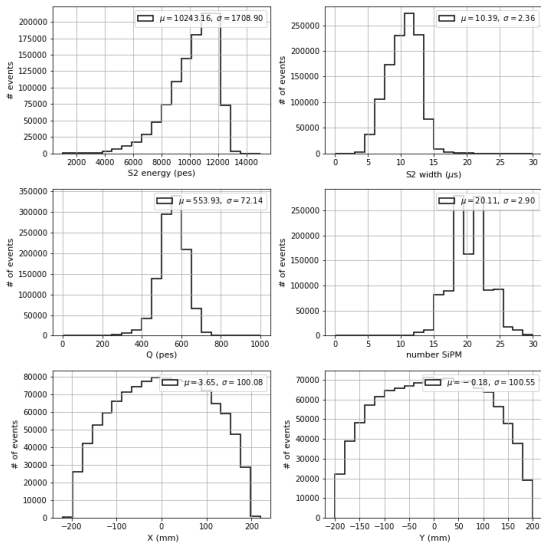 μ = 10243.16, σ = 1708.90
200000
175000
150000
125000
100000
75000
50000
25000
0
# events
2000 4000 6000 8000 10000 12000 14000
S2 energy (pes)
μ = 10.39, σ = 2.36
250000
200000
150000
100000
50000
0
# of events
0 5 10 15 20 25 30
S2 width (μs)
μ = 553.93, σ = 72.14
350000
300000
250000
200000
150000
100000
50000
0
# of events
0 200 400 600 800 1000
Q (pes)
μ = 20.11, σ = 2.90
250000
200000
150000
100000
50000
0
# of events
0 5 10 15 20 25 30
number SiPM
μ = 3.65, σ = 100.08
80000
70000
60000
50000
40000
30000
20000
10000
0
# of events
−200 −100 0 100 200
X (mm)
μ = −0.18, σ = 100.55
70000
60000
50000
40000
30000
20000
10000
0
# of events
−200 −150 −100 −50 0 50 100 150 200
Y (mm)